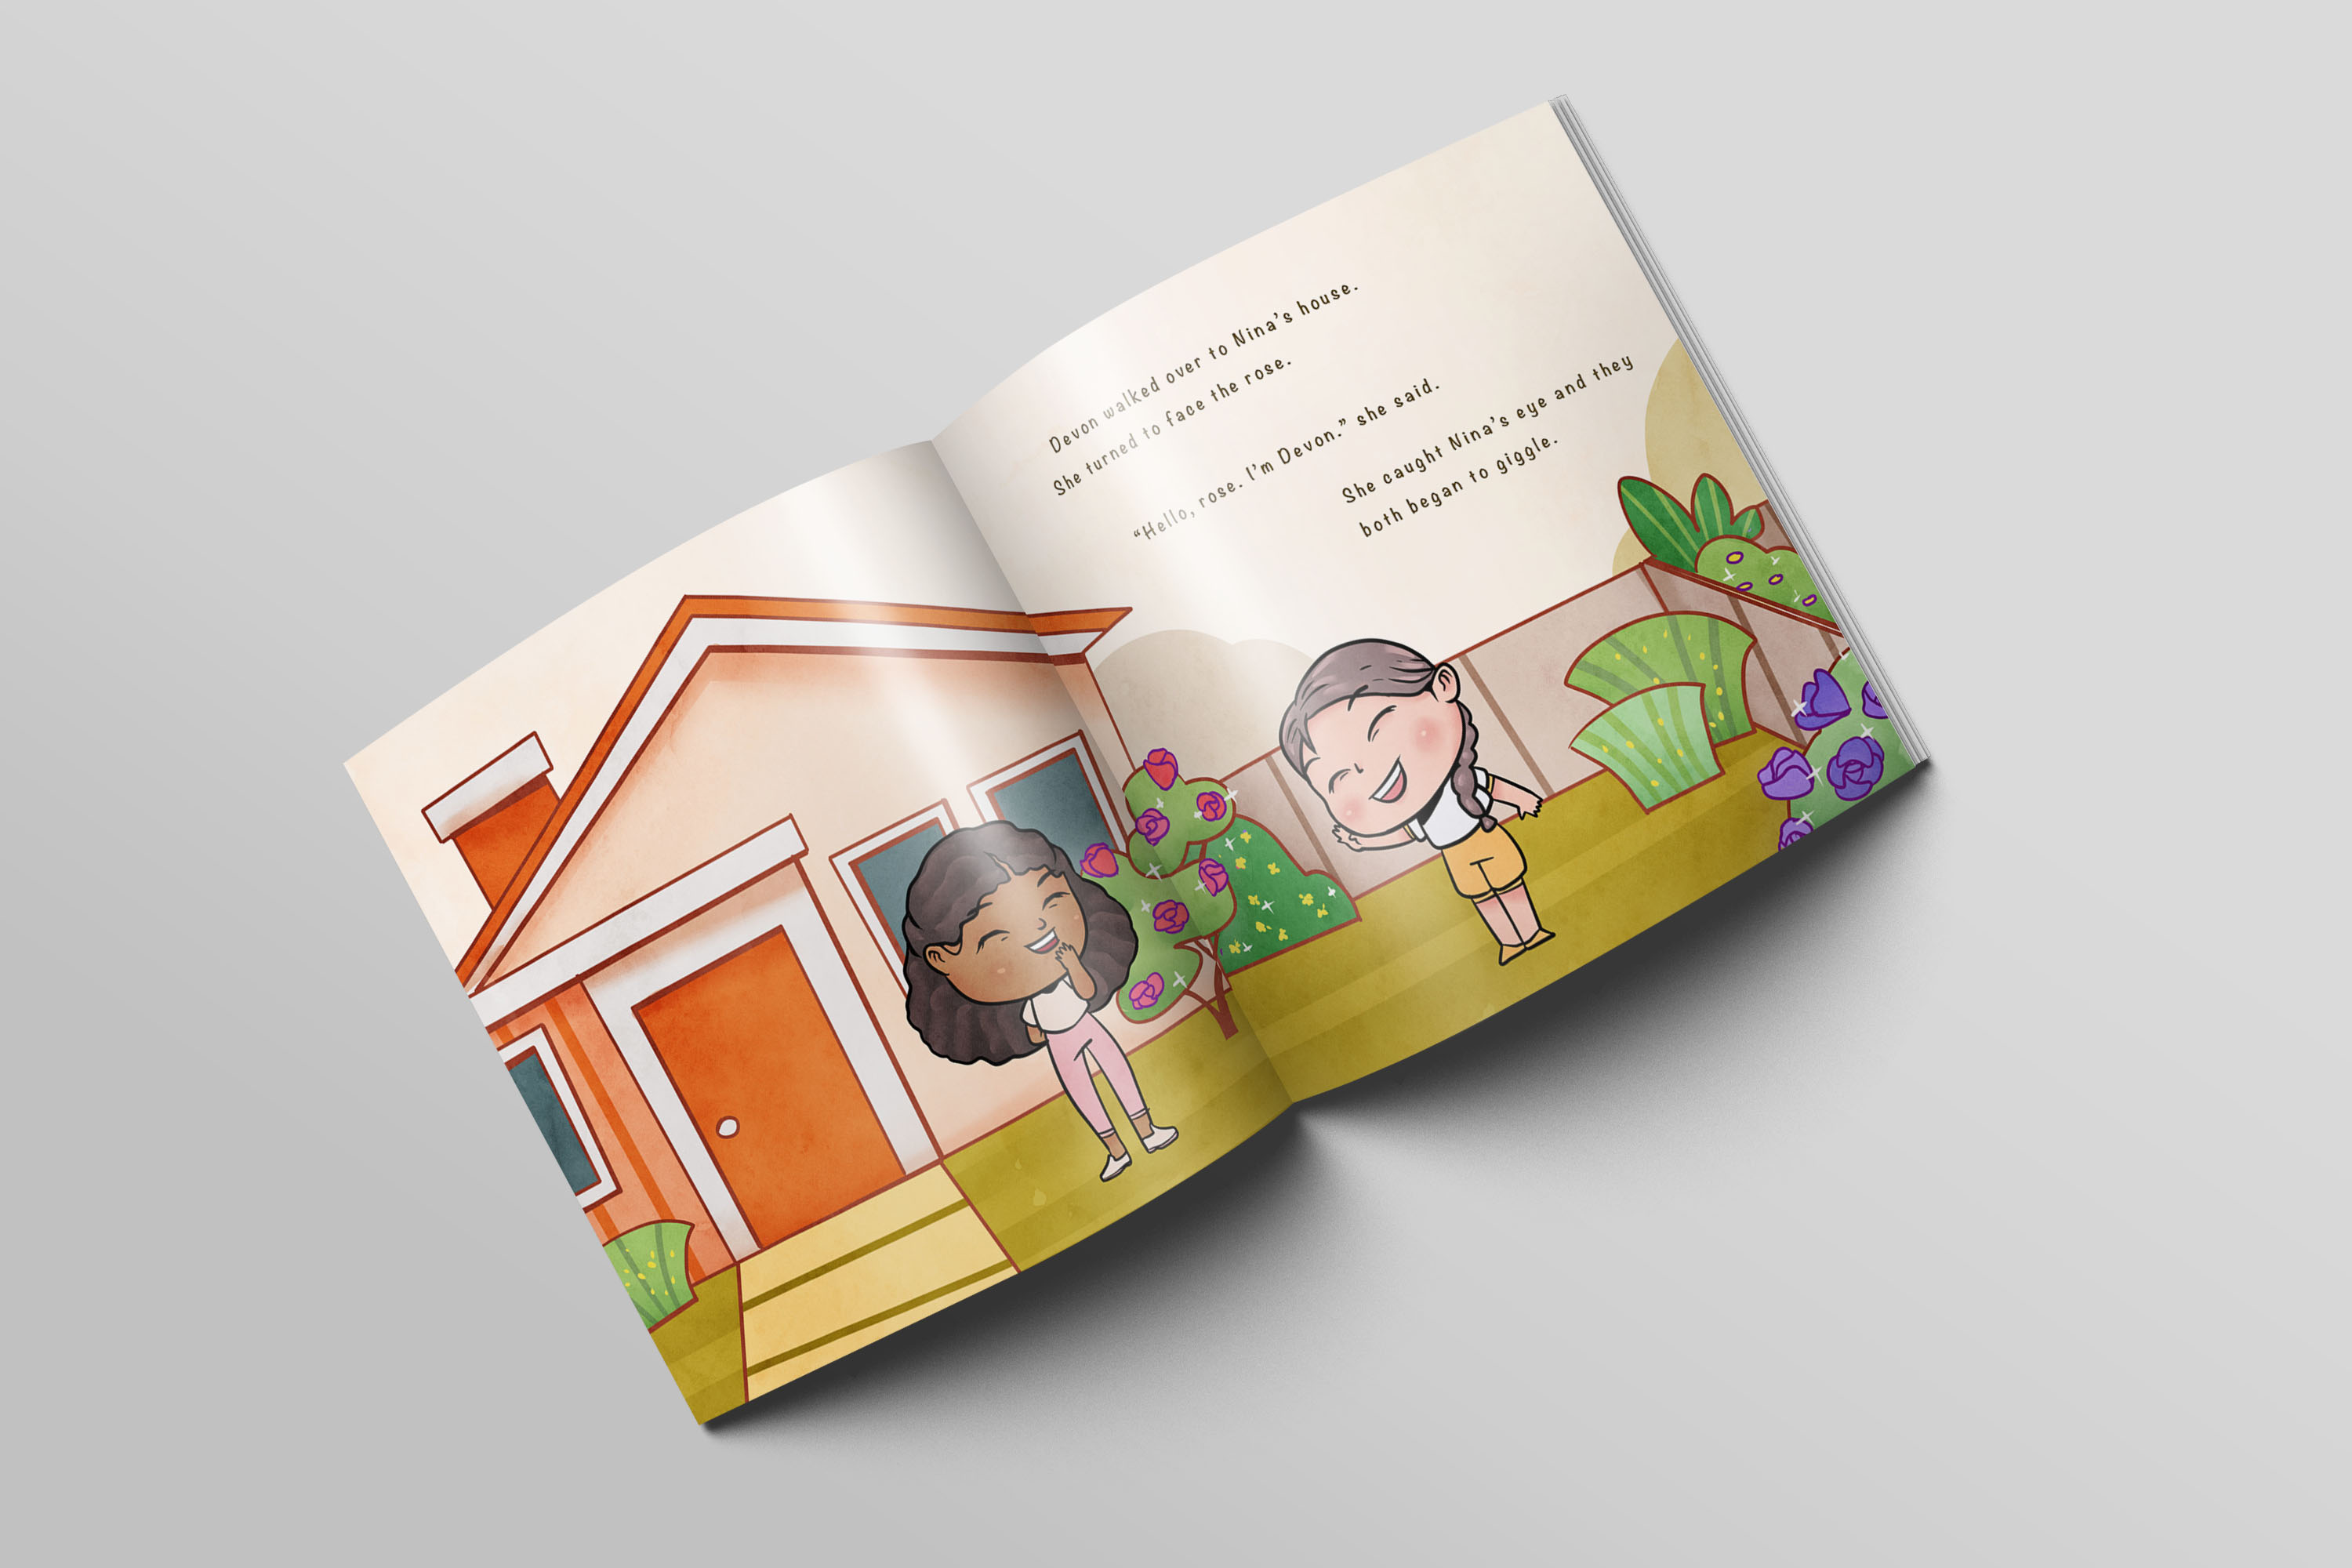 Devon walked over to Nina's house.
She turned to face the rose.
“Hello, rose. I'm Devon.” she said.
She caught Nina's eye and they
both began to giggle.